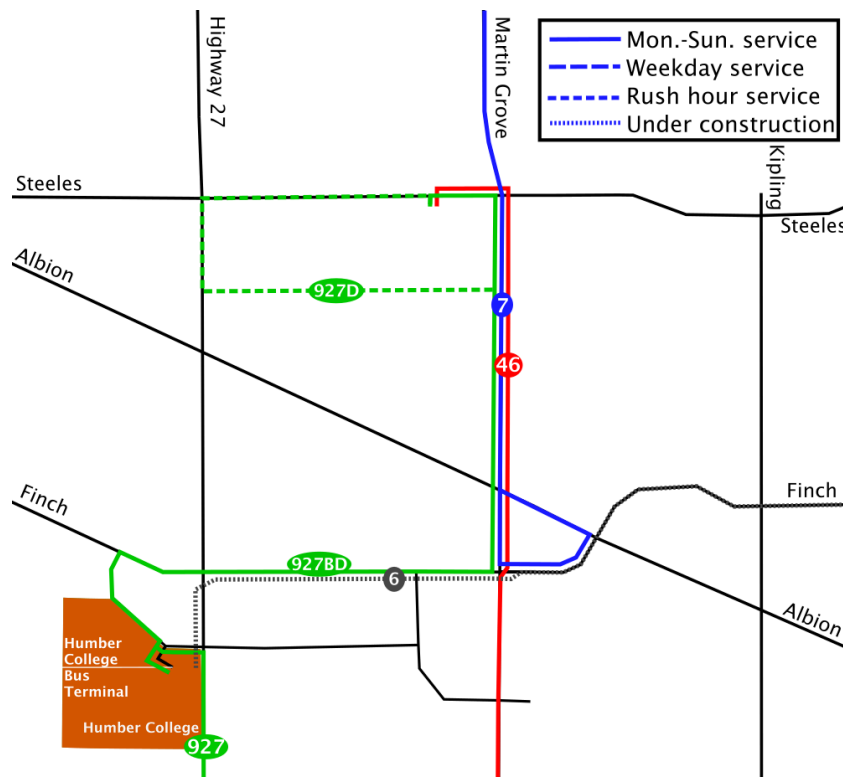 Highway 27
Martin Grove
Mon.-Sun. service
Weekday service
Rush hour service
Under construction
Kipling
Steeles
Steeles
Albion
927D
7
46
Finch
Finch
927BD
6
Albion
Humber
College
Bus
Terminal
Humber College
927